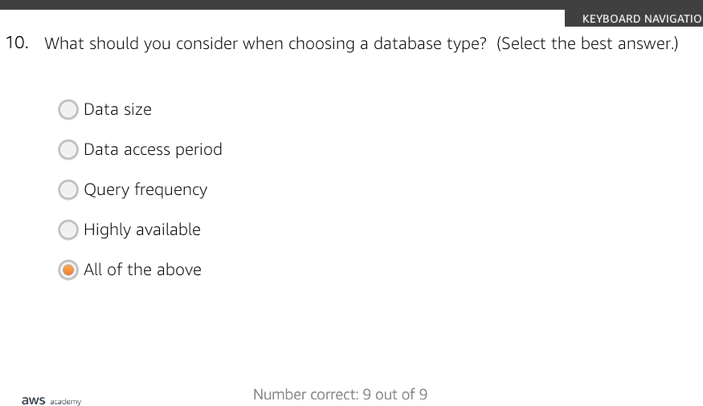 KEYBOARD NAVIGATIO
10. What should you consider when choosing a database type? (Select the best answer.)
Data size
Data access period
Query frequency
Highly available
All of the above
Number correct: 9 out of 9
aws academy